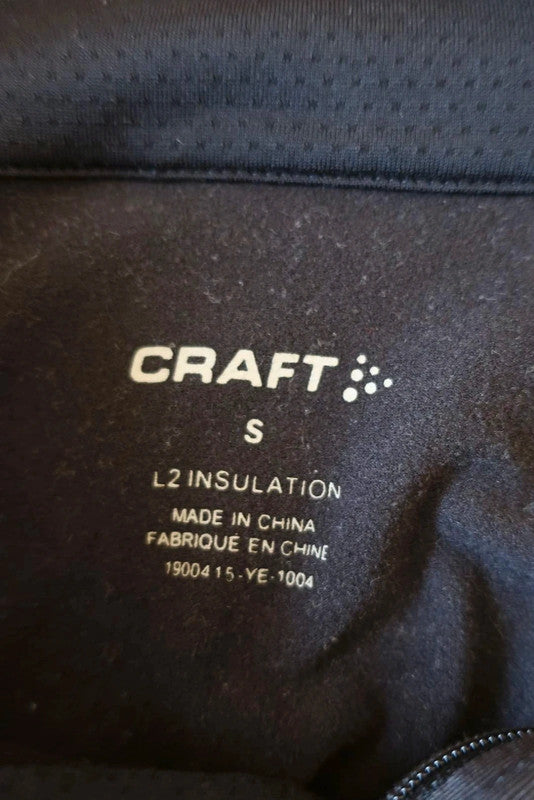 CRAFT
S
L2 INSULATION
MADE IN CHINA
FABRIQUÉ EN CHINE
1900415-YE-1004